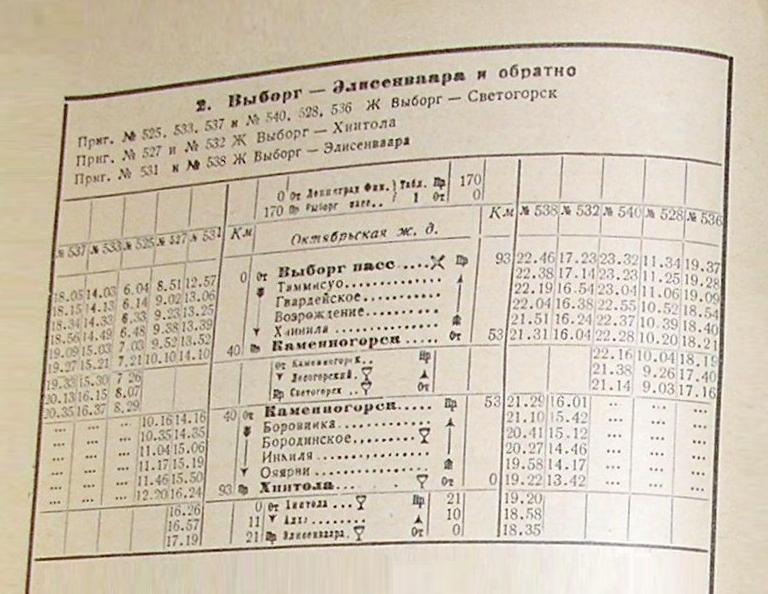 2. Выборг — Элисенваара и обратно
Приг. № 525, 533, 537 и № 540, 528, 536 Ж Выборг — Светогорск
Приг. № 527 и № 532 Ж Выборг — Хийтола
Приг. № 531 и № 538 Ж Выборг — Элисенваара
0 От Ленинград Фин. Табл. Пр 170
170 Пр Выборг пасс.. 1 От 0
№ 537 № 533 № 525 № 527 № 531 Км Октябрьская ж. д. Км № 538 № 532 № 540 № 528 № 536
18.05 14.03 6.04 8.51 12.57 0 От Выборг пасс.... Пр 93 22.46 17.23 23.32 11.34 19.37
18.15 14.13 6.14 9.02 13.06 Таммисуо 22.38 17.14 23.23 11.25 19.28
18.34 14.33 6.33 9.23 13.25 Гвардейское 22.19 16.54 23.04 11.06 19.09
18.56 14.49 6.48 9.38 13.39 Возрождение 22.04 16.38 22.55 10.52 18.54
19.09 15.03 7.03 9.52 13.52 Ханнила 21.51 16.24 22.37 10.39 18.40
19.27 15.21 7.21 10.10 14.10 40 Пр Каменногорск ... От 53 21.31 16.04 22.28 10.20 18.21
19.33 15.30 7.26 От Каменногорск.. Пр 22.16 10.04 18.19
20.13 16.15 8.07 Лесогорский 21.38 9.26 17.40
20.35 16.37 8.29 Пр Светогорск .. От 21.14 9.03 17.16
... ... ... 10.16 14.16 40 От Каменногорск..... Пр 53 21.29 16.01 ... ... ...
... ... ... 10.35 14.35 Боровинка 21.10 15.42 ... ... ...
... ... ... 11.04 15.06 Бородинское 20.41 15.12 ... ... ...
... ... ... 11.17 15.19 Инкиля 20.27 14.46 ... ... ...
... ... ... 11.46 15.50 Ояярви 19.58 14.17 ... ... ...
... ... ... 12.20 16.24 93 Пр Хийтола.... От 0 19.22 13.42 ... ... ...
16.26 0 От Хийтола ... Пр 21 19.20
16.57 11 Алхо 10 18.58
17.19 21 Пр Элисенваара. От 0 18.35